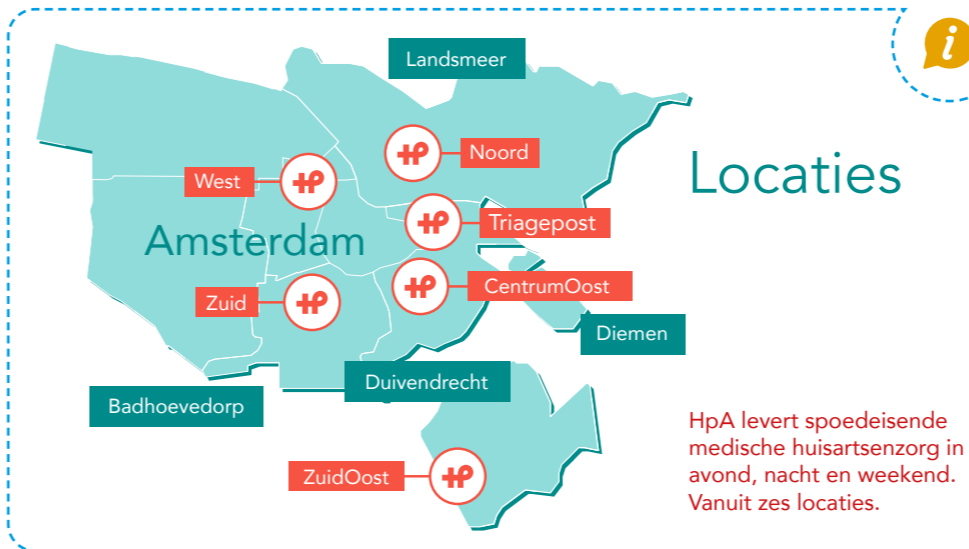 i
Landsmeer
Noord
West
Locaties
Triagepost
Amsterdam
CentrumOost
Zuid
Diemen
Duivendrecht
Badhoevedorp
HpA levert spoedeisende
medische huisartsenzorg in
avond, nacht en weekend.
Vanuit zes locaties.
ZuidOost